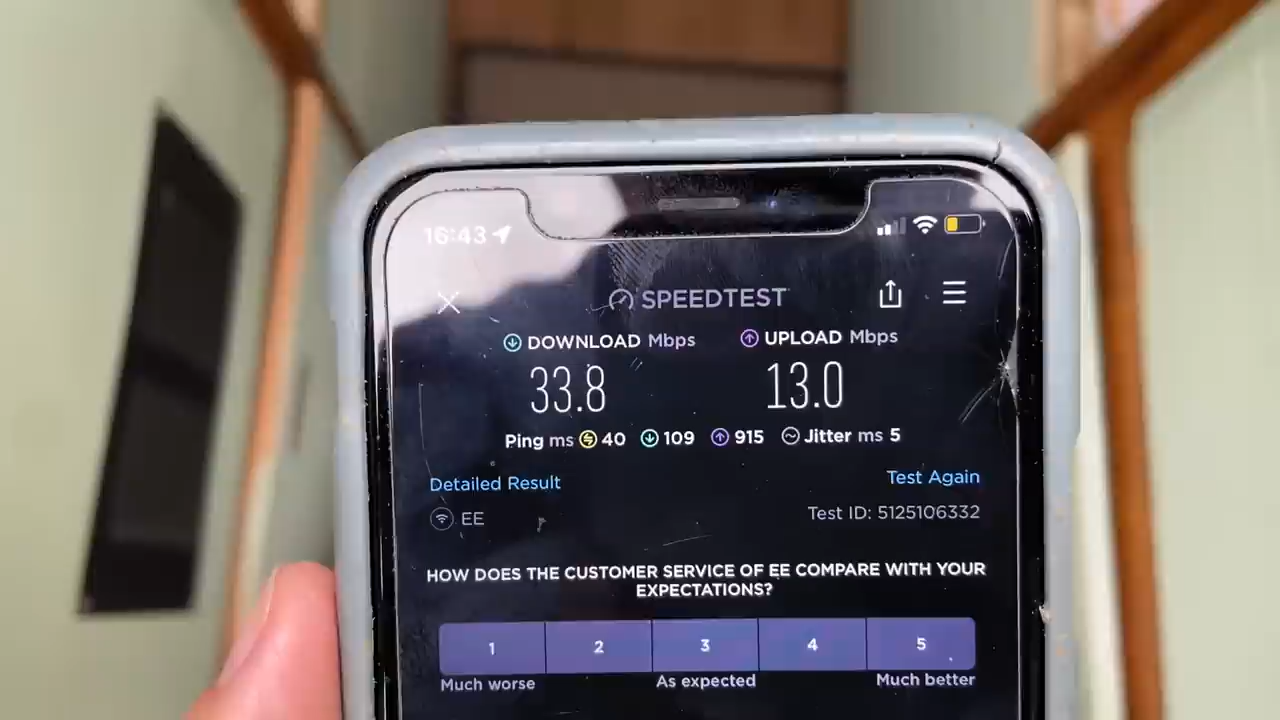 16:43
SPEEDTEST
DOWNLOAD Mbps UPLOAD Mbps
33.8 13.0
Ping ms 40 109 915 Jitter ms 5
Detailed Result Test Again
EE Test ID: 5125106332
HOW DOES THE CUSTOMER SERVICE OF EE COMPARE WITH YOUR
EXPECTATIONS?
1 2 3 4 5
Much worse As expected Much better